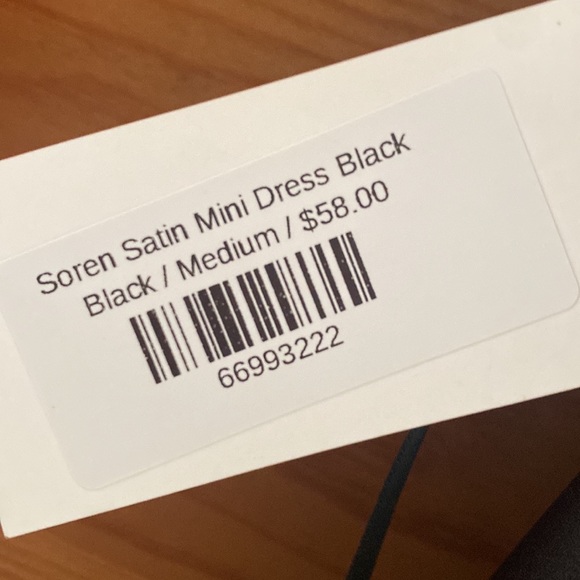 Soren Satin Mini Dress Black
Black / Medium / $58.00
66993222